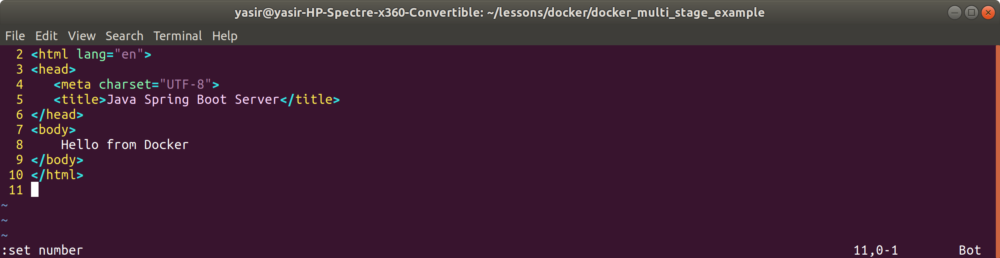 yasir@yasir-HP-Spectre-x360-Convertible: ~/lessons/docker/docker_multi_stage_example
File Edit View Search Terminal Help
2 <html lang="en">
3 <head>
4    <meta charset="UTF-8">
5    <title>Java Spring Boot Server</title>
6 </head>
7 <body>
8     Hello from Docker
9 </body>
10 </html>
11
~
~
~
:set number 11,0-1 Bot